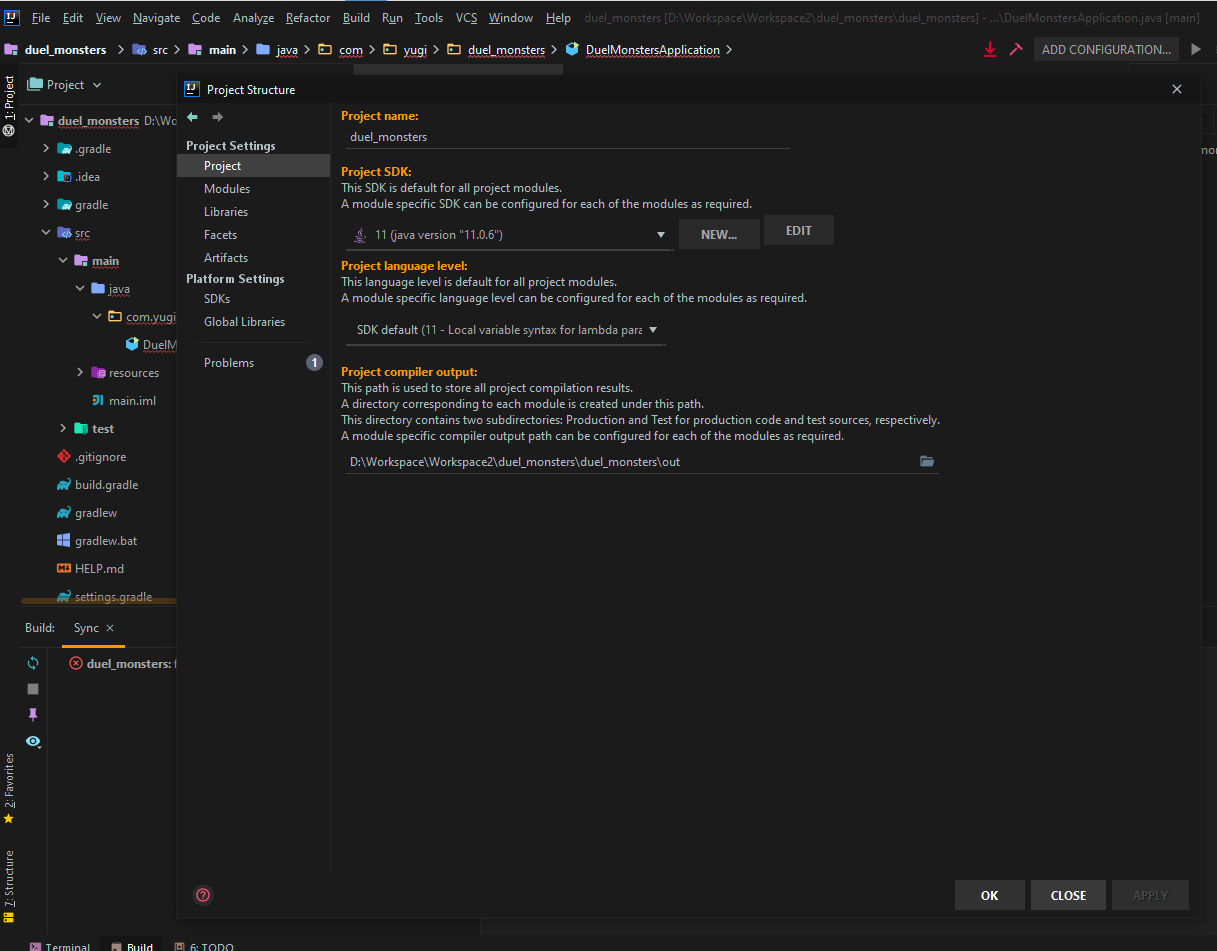 File Edit View Navigate Code Analyze Refactor Build Run Tools VCS Window Help duel_monsters [D:\Workspace\Workspace2\duel_monsters\duel_monsters] - ...\DuelMonstersApplication.java [main]
duel_monsters src main java com yugi duel_monsters DuelMonstersApplication ADD CONFIGURATION...
1: Project
Project
duel_monsters D:\Wo
.gradle
.idea
gradle
src
main
java
com.yugi
DuelM
resources
main.iml
test
.gitignore
build.gradle
gradlew
gradlew.bat
HELP.md
settings.gradle
Project Structure
Project Settings
Project
Modules
Libraries
Facets
Artifacts
Platform Settings
SDKs
Global Libraries
Problems 1
Project name:
duel_monsters
Project SDK:
This SDK is default for all project modules.
A module specific SDK can be configured for each of the modules as required.
11 (java version "11.0.6") NEW... EDIT
Project language level:
This language level is default for all project modules.
A module specific language level can be configured for each of the modules as required.
SDK default (11 - Local variable syntax for lambda para
Project compiler output:
This path is used to store all project compilation results.
A directory corresponding to each module is created under this path.
This directory contains two subdirectories: Production and Test for production code and test sources, respectively.
A module specific compiler output path can be configured for each of the modules as required.
D:\Workspace\Workspace2\duel_monsters\duel_monsters\out
OK CLOSE APPLY
mon
Build: Sync
duel_monsters: f
2: Favorites
7: Structure
Terminal Build 6: TODO